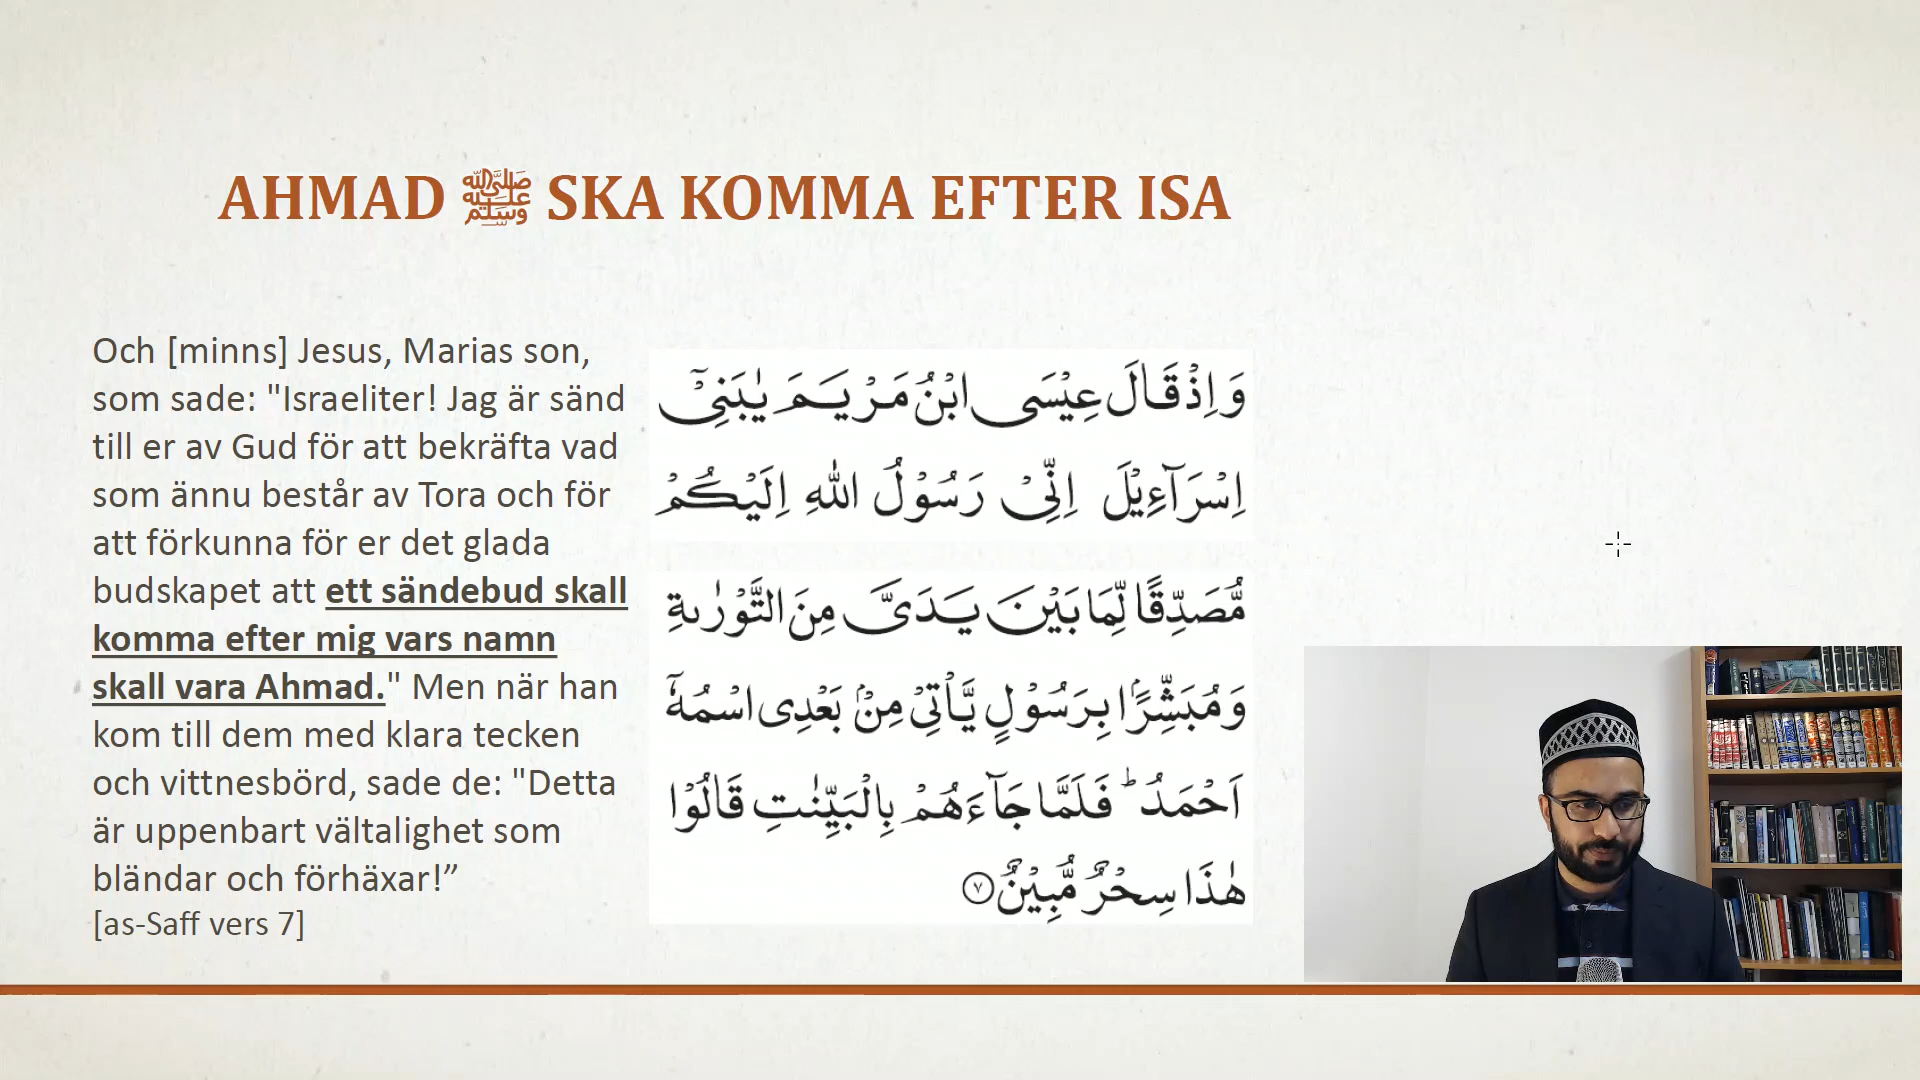 AHMAD ﷺ SKA KOMMA EFTER ISA
Och [minns] Jesus, Marias son,
som sade: "Israeliter! Jag är sänd
till er av Gud för att bekräfta vad
som ännu består av Tora och för
att förkunna för er det glada
budskapet att ett sändebud skall
komma efter mig vars namn
skall vara Ahmad." Men när han
kom till dem med klara tecken
och vittnesbörd, sade de: "Detta
är uppenbart vältalighet som
bländar och förhäxar!”
[as-Saff vers 7]
وَ اِذْ قَالَ عِيْسَى ابْنُ مَرْيَمَ يٰبَنِيْۤ
اِسْرَآءِيْلَ اِنِّيْ رَسُوْلُ اللّٰهِ اِلَيْكُمْ
مُّصَدِّقًا لِّمَا بَيْنَ يَدَيَّ مِنَ التَّوْرٰىةِ
وَ مُبَشِّرًۢا بِرَسُوْلٍ يَّاْتِيْ مِنْۢ بَعْدِى اسْمُهٗۤ
اَحْمَدُ ؕ فَلَمَّا جَآءَهُمْ بِالْبَيِّنٰتِ قَالُوْا
هٰذَا سِحْرٌ مُّبِيْنٌ ۷